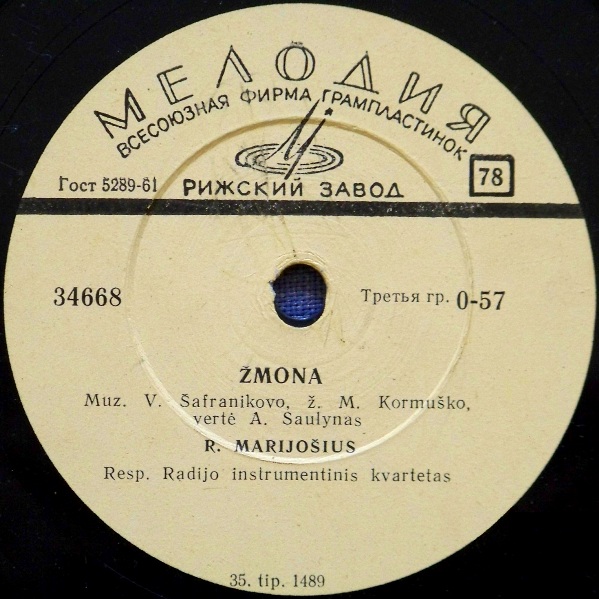 МЕЛОДИЯ
ВСЕСОЮЗНАЯ ФИРМА ГРАМПЛАСТИНОК
Гост 5289-61
РИЖСКИЙ ЗАВОД
78
34668
Третья гр. 0-57
ŽMONA
Muz. V. Šafranikovo, ž. M. Kormuško,
vertė A. Saulynas
R. MARIJOŠIUS
Resp. Radijo instrumentinis kvartetas
35. tip. 1489